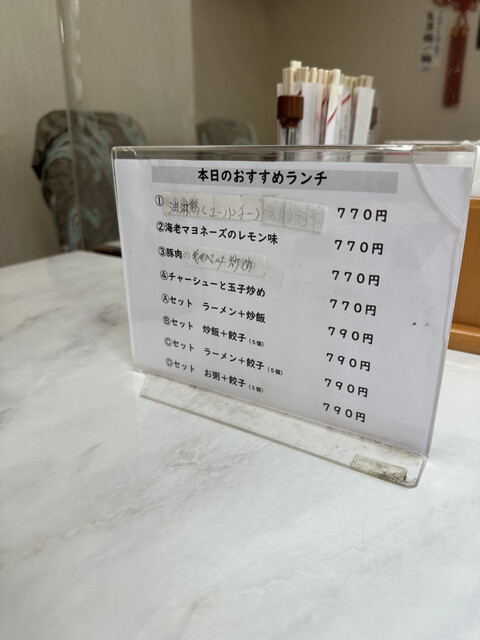 本日のおすすめランチ
① 油淋鶏(ユーリンチー) 770円
②海老マヨネーズのレモン味 770円
③豚肉の 炒め 770円
④チャーシューと玉子炒め 770円
Ⓐセット ラーメン+炒飯 790円
Ⓑセット 炒飯+餃子(5個) 790円
Ⓒセット ラーメン+餃子(5個) 790円
Ⓓセット お粥+餃子(5個) 790円